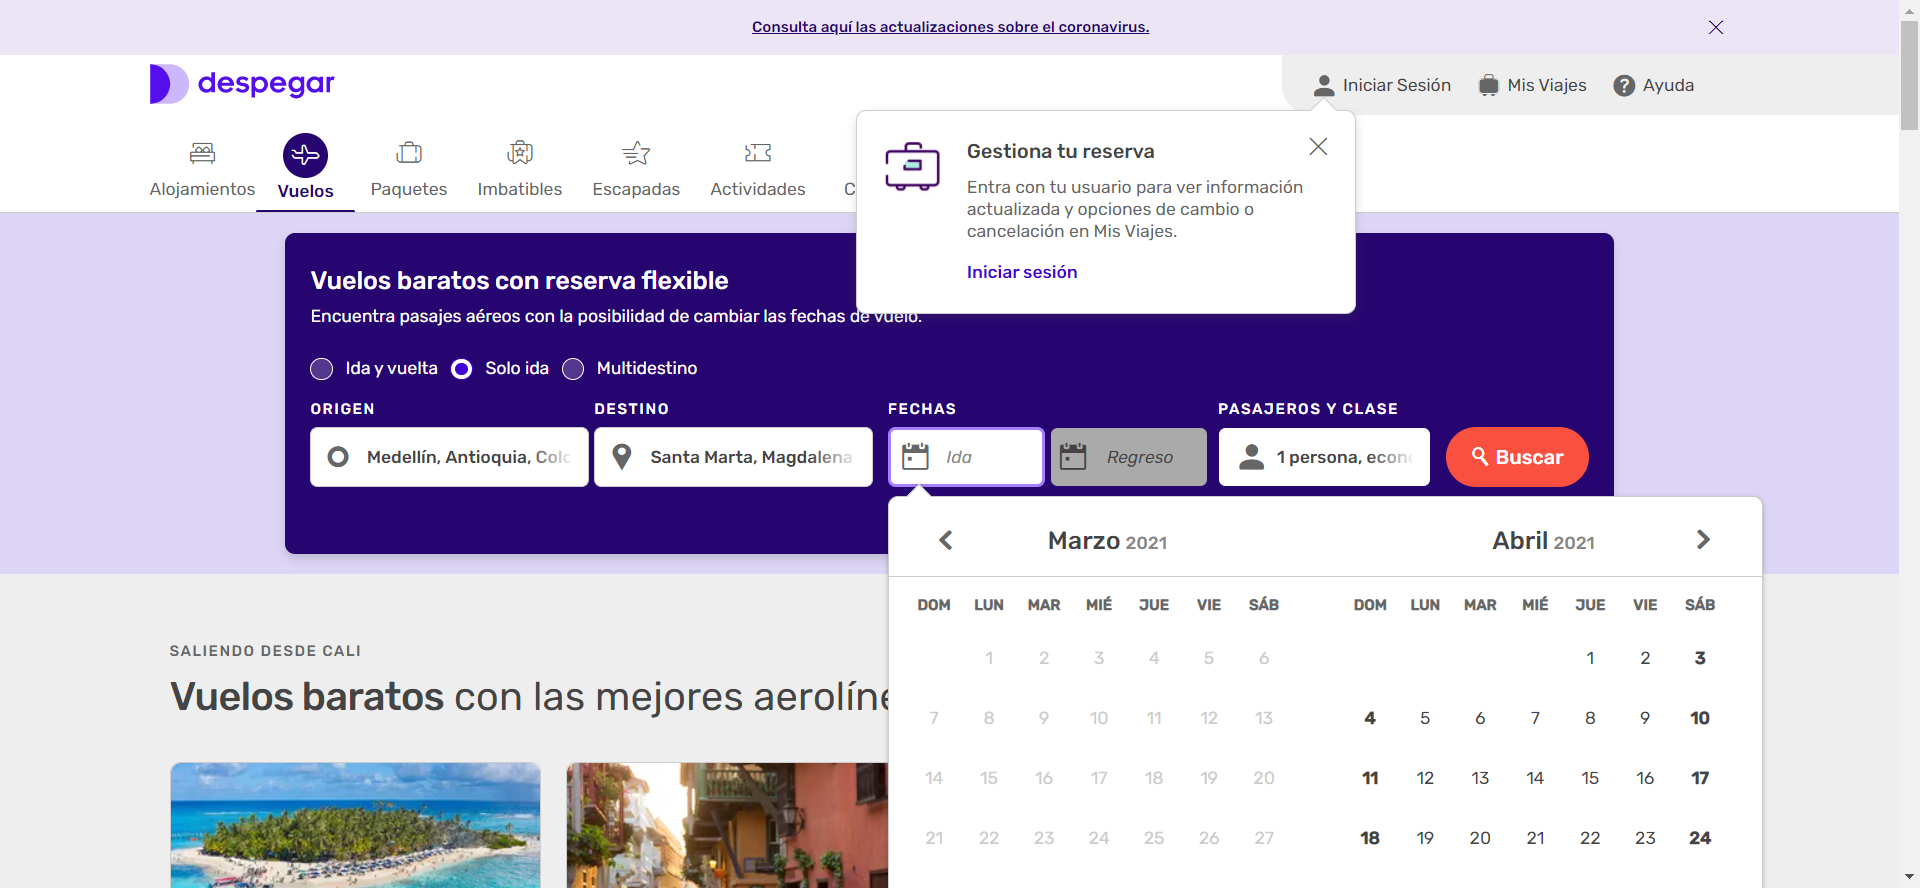 Consulta aquí las actualizaciones sobre el coronavirus.
despegar
Iniciar Sesión
Mis Viajes
Ayuda
Alojamientos
Vuelos
Paquetes
Imbatibles
Escapadas
Actividades
C
Gestiona tu reserva
Entra con tu usuario para ver información
actualizada y opciones de cambio o
cancelación en Mis Viajes.
Iniciar sesión
Vuelos baratos con reserva flexible
Encuentra pasajes aéreos con la posibilidad de cambiar las fechas de vuelo.
Ida y vuelta
Solo ida
Multidestino
ORIGEN
DESTINO
FECHAS
PASAJEROS Y CLASE
Medellín, Antioquia, Colo
Santa Marta, Magdalena
Ida
Regreso
1 persona, econ
Buscar
Marzo 2021
DOM LUN MAR MIÉ JUE VIE SÁB
1 2 3 4 5 6
7 8 9 10 11 12 13
14 15 16 17 18 19 20
21 22 23 24 25 26 27
Abril 2021
DOM LUN MAR MIÉ JUE VIE SÁB
1 2 3
4 5 6 7 8 9 10
11 12 13 14 15 16 17
18 19 20 21 22 23 24
SALIENDO DESDE CALI
Vuelos baratos con las mejores aerolíne